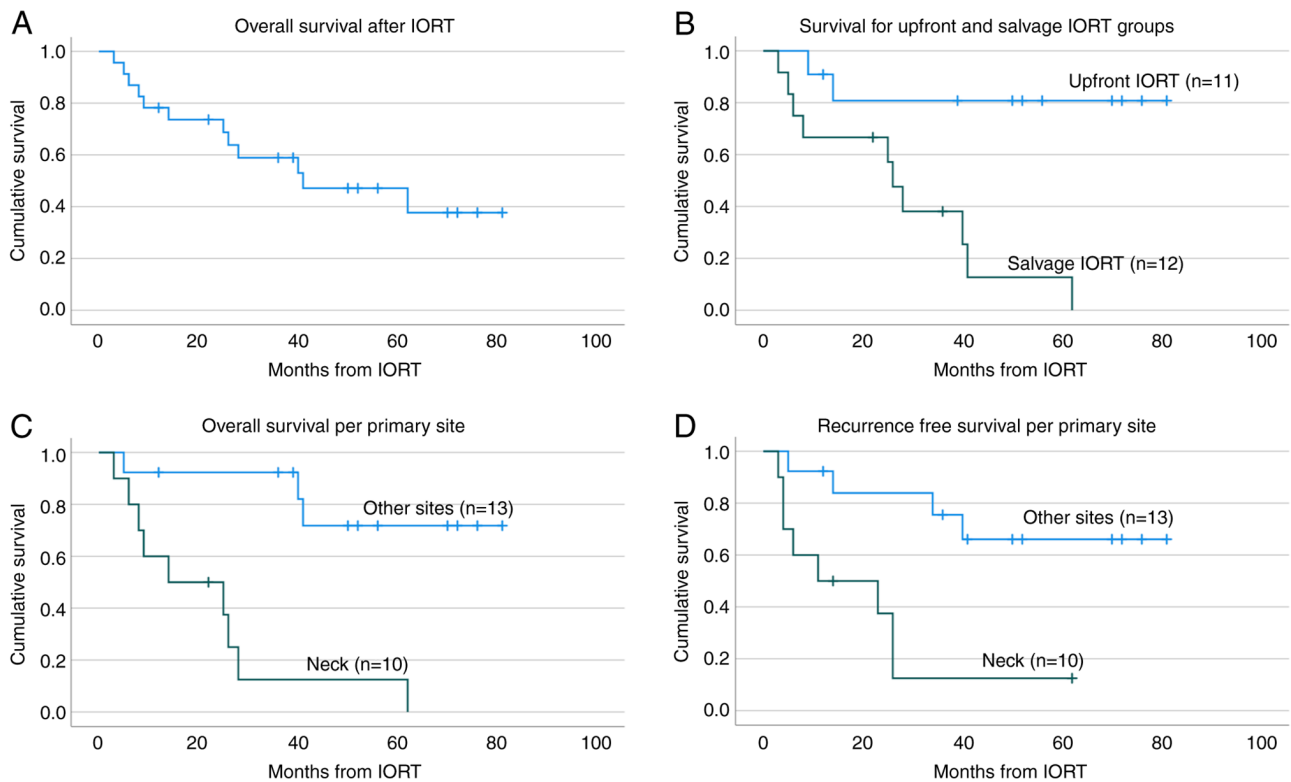 A
Overall survival after IORT
1.0
0.8
0.6
0.4
0.2
0.0
Cumulative survival
0 20 40 60 80 100
Months from IORT
B
Survival for upfront and salvage IORT groups
1.0
0.8
0.6
0.4
0.2
0.0
Cumulative survival
Upfront IORT (n=11)
Salvage IORT (n=12)
0 20 40 60 80 100
Months from IORT
C
Overall survival per primary site
1.0
0.8
0.6
0.4
0.2
0.0
Cumulative survival
Other sites (n=13)
Neck (n=10)
0 20 40 60 80 100
Months from IORT
D
Recurrence free survival per primary site
1.0
0.8
0.6
0.4
0.2
0.0
Cumulative survival
Other sites (n=13)
Neck (n=10)
0 20 40 60 80 100
Months from IORT